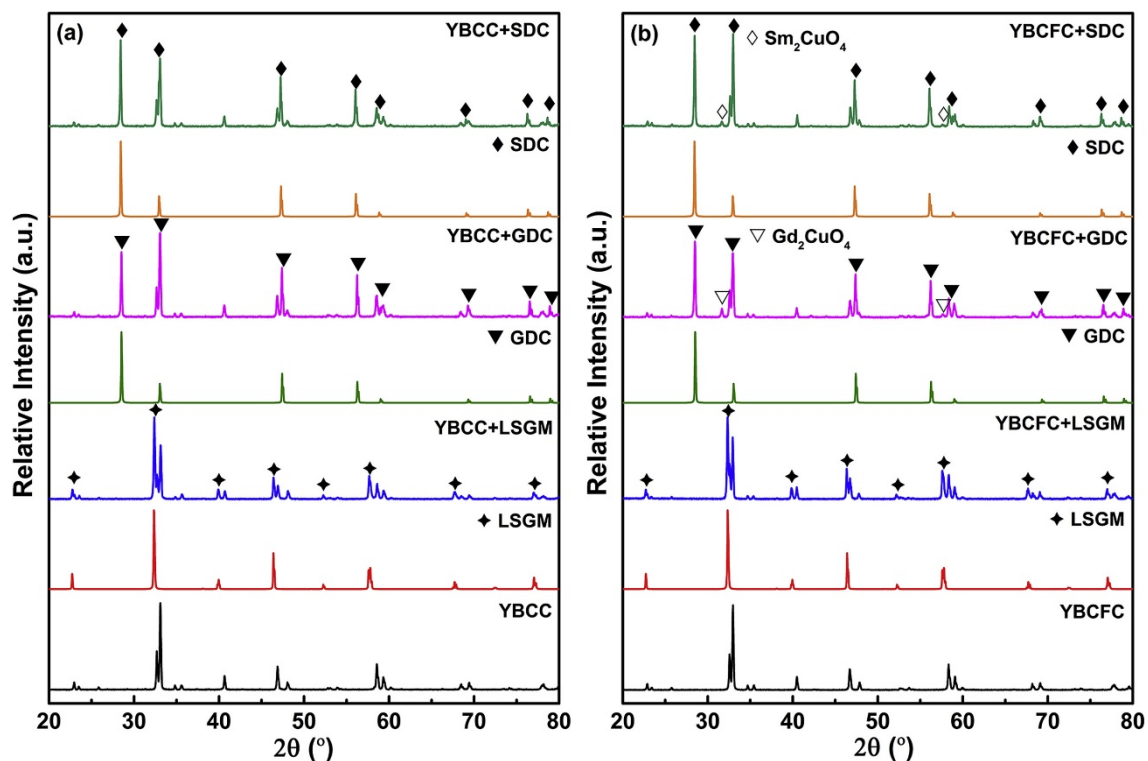 (a)
YBCC+SDC
◆ SDC
YBCC+GDC
▼ GDC
YBCC+LSGM
✦ LSGM
YBCC
Relative Intensity (a.u.)
20 30 40 50 60 70 80
2θ (º)
(b)
YBCFC+SDC
◇ Sm₂CuO₄
◆ SDC
YBCFC+GDC
▽ Gd₂CuO₄
▼ GDC
YBCFC+LSGM
✦ LSGM
YBCFC
Relative Intensity (a.u.)
20 30 40 50 60 70 80
2θ (º)